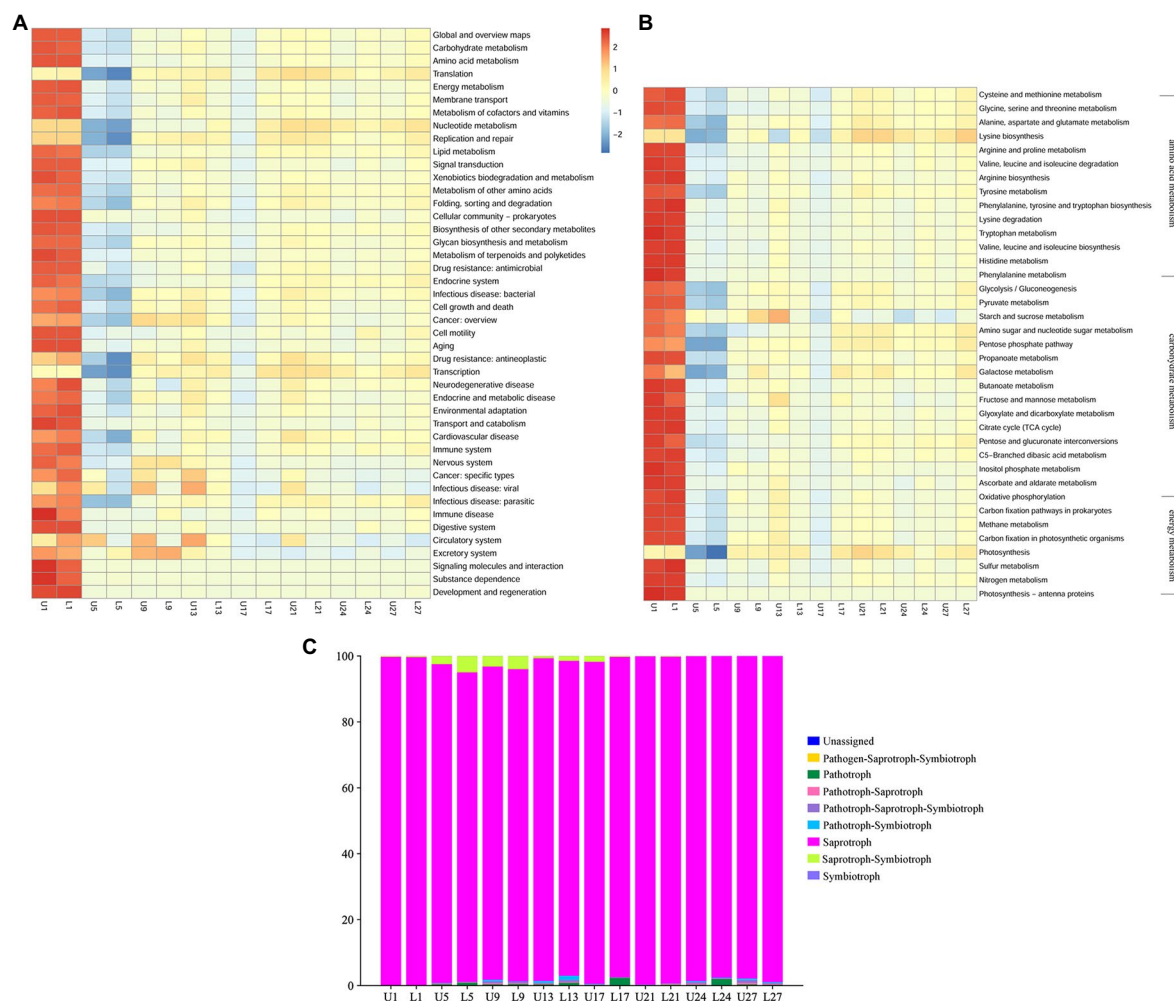 A
Global and overview maps
Carbohydrate metabolism
Amino acid metabolism
Translation
Energy metabolism
Membrane transport
Metabolism of cofactors and vitamins
Nucleotide metabolism
Replication and repair
Lipid metabolism
Signal transduction
Xenobiotics biodegradation and metabolism
Metabolism of other amino acids
Folding, sorting and degradation
Cellular community – prokaryotes
Biosynthesis of other secondary metabolites
Glycan biosynthesis and metabolism
Metabolism of terpenoids and polyketides
Drug resistance: antimicrobial
Endocrine system
Infectious disease: bacterial
Cell growth and death
Cancer: overview
Cell motility
Aging
Drug resistance: antineoplastic
Transcription
Neurodegenerative disease
Endocrine and metabolic disease
Environmental adaptation
Transport and catabolism
Cardiovascular disease
Immune system
Nervous system
Cancer: specific types
Infectious disease: viral
Infectious disease: parasitic
Immune disease
Digestive system
Circulatory system
Excretory system
Signaling molecules and interaction
Substance dependence
Development and regeneration
U1 L1 U5 L5 U9 L9 U13 L13 U17 L17 U21 L21 U24 L24 U27 L27
2
1
0
−1
−2
B
Cysteine and methionine metabolism
Glycine, serine and threonine metabolism
Alanine, aspartate and glutamate metabolism
Lysine biosynthesis
Arginine and proline metabolism
Valine, leucine and isoleucine degradation
Arginine biosynthesis
Tyrosine metabolism
Phenylalanine, tyrosine and tryptophan biosynthesis
Lysine degradation
Tryptophan metabolism
Valine, leucine and isoleucine biosynthesis
Histidine metabolism
Phenylalanine metabolism
Glycolysis / Gluconeogenesis
Pyruvate metabolism
Starch and sucrose metabolism
Amino sugar and nucleotide sugar metabolism
Pentose phosphate pathway
Propanoate metabolism
Galactose metabolism
Butanoate metabolism
Fructose and mannose metabolism
Glyoxylate and dicarboxylate metabolism
Citrate cycle (TCA cycle)
Pentose and glucuronate interconversions
C5−Branched dibasic acid metabolism
Inositol phosphate metabolism
Ascorbate and aldarate metabolism
Oxidative phosphorylation
Carbon fixation pathways in prokaryotes
Methane metabolism
Carbon fixation in photosynthetic organisms
Photosynthesis
Sulfur metabolism
Nitrogen metabolism
Photosynthesis − antenna proteins
amino acid metabolism
carbonydrate metabolism
energy metabolism
U1 L1 U5 L5 U9 L9 U13 L13 U17 L17 U21 L21 U24 L24 U27 L27
C
100
80
60
40
20
0
U1 L1 U5 L5 U9 L9 U13 L13 U17 L17 U21 L21 U24 L24 U27 L27
Unassigned
Pathogen-Saprotroph-Symbiotroph
Pathotroph
Pathotroph-Saprotroph
Pathotroph-Saprotroph-Symbiotroph
Pathotroph-Symbiotroph
Saprotroph
Saprotroph-Symbiotroph
Symbiotroph